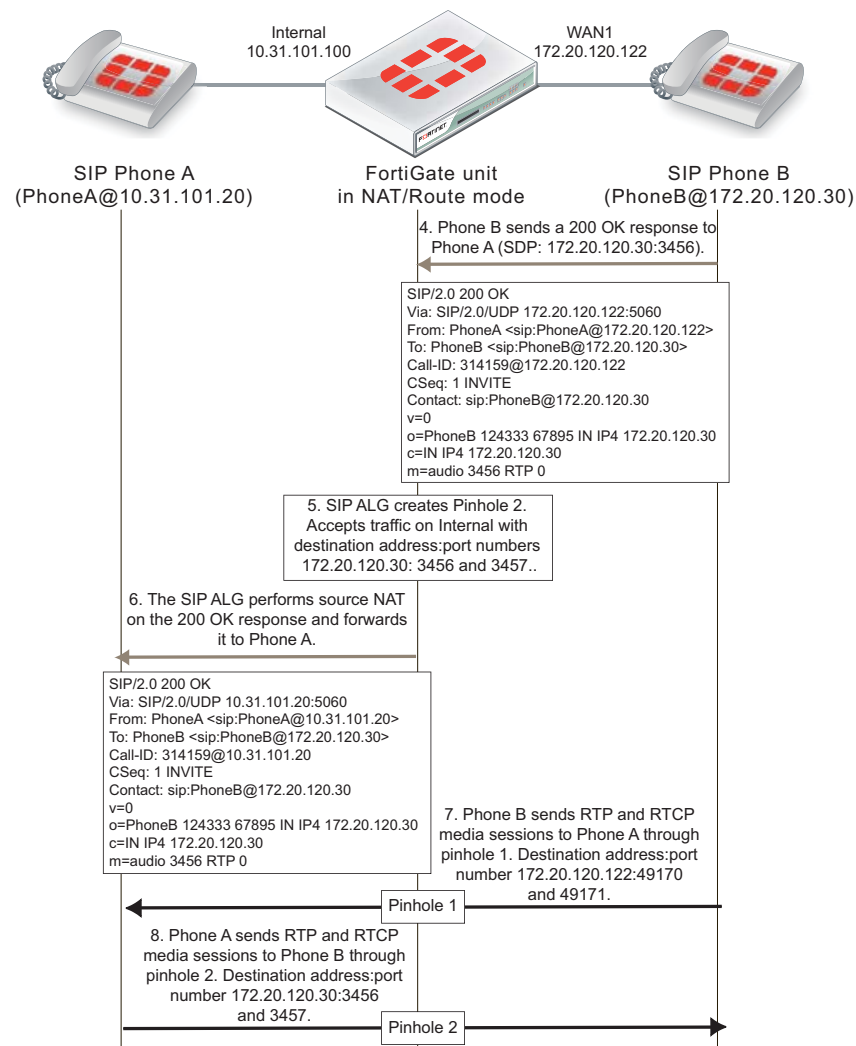 Internal
10.31.101.100
WAN1
172.20.120.122
FORTINET
SIP Phone A
(PhoneA@10.31.101.20)
FortiGate unit
in NAT/Route mode
SIP Phone B
(PhoneB@172.20.120.30)
4. Phone B sends a 200 OK response to
Phone A (SDP: 172.20.120.30:3456).
SIP/2.0 200 OK
Via: SIP/2.0/UDP 172.20.120.122:5060
From: PhoneA <sip:PhoneA@172.20.120.122>
To: PhoneB <sip:PhoneB@172.20.120.30>
Call-ID: 314159@172.20.120.122
CSeq: 1 INVITE
Contact: sip:PhoneB@172.20.120.30
v=0
o=PhoneB 124333 67895 IN IP4 172.20.120.30
c=IN IP4 172.20.120.30
m=audio 3456 RTP 0
5. SIP ALG creates Pinhole 2.
Accepts traffic on Internal with
destination address:port numbers
172.20.120.30: 3456 and 3457..
6. The SIP ALG performs source NAT
on the 200 OK response and forwards
it to Phone A.
SIP/2.0 200 OK
Via: SIP/2.0/UDP 10.31.101.20:5060
From: PhoneA <sip:PhoneA@10.31.101.20>
To: PhoneB <sip:PhoneB@172.20.120.30>
Call-ID: 314159@10.31.101.20
CSeq: 1 INVITE
Contact: sip:PhoneB@172.20.120.30
v=0
o=PhoneB 124333 67895 IN IP4 172.20.120.30
c=IN IP4 172.20.120.30
m=audio 3456 RTP 0
7. Phone B sends RTP and RTCP
media sessions to Phone A through
pinhole 1. Destination address:port
number 172.20.120.122:49170
and 49171.
Pinhole 1
8. Phone A sends RTP and RTCP
media sessions to Phone B through
pinhole 2. Destination address:port
number 172.20.120.30:3456
and 3457.
Pinhole 2